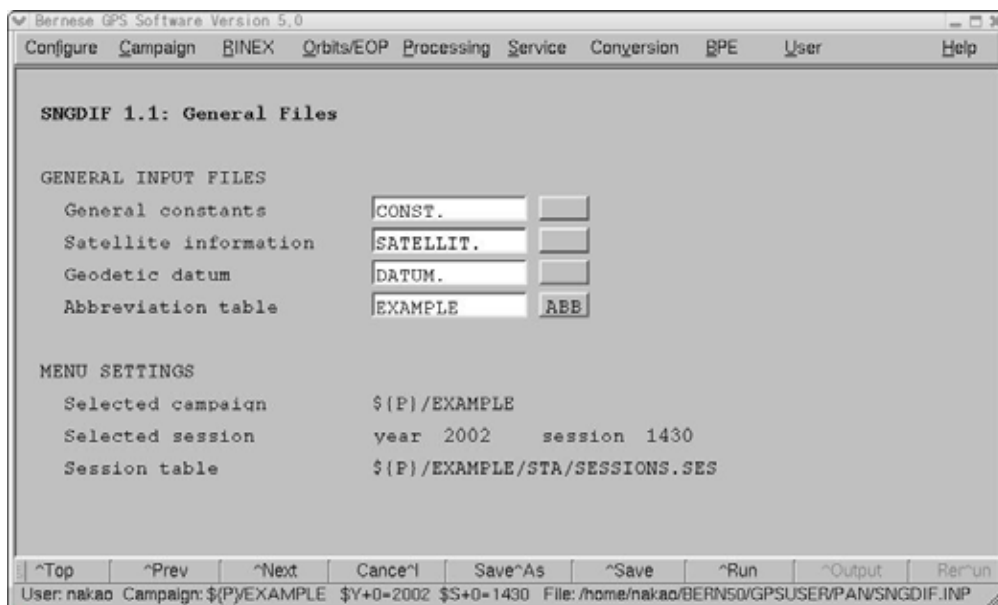 Bernese GPS Software Version 5.0
Configure Campaign RINEX Orbits/EOP Processing Service Conversion BPE User Help
SNGDIF 1.1: General Files
GENERAL INPUT FILES
General constants CONST.
Satellite information SATELLIT.
Geodetic datum DATUM.
Abbreviation table EXAMPLE ABB
MENU SETTINGS
Selected campaign ${P}/EXAMPLE
Selected session year 2002 session 1430
Session table ${P}/EXAMPLE/STA/SESSIONS.SES
^Top ^Prev ^Next Cance^l Save^As ^Save ^Run ^Output Rer^un
User: nakao Campaign: ${P}/EXAMPLE $Y+0=2002 $S+0=1430 File: /home/nakao/BERN50/GPSUSER/PAN/SNGDIF.INP